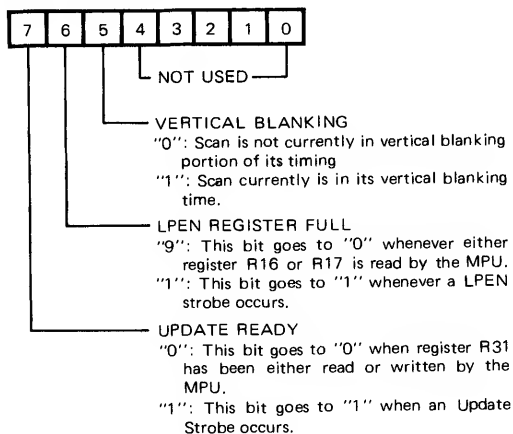 7 6 5 4 3 2 1 0
NOT USED
VERTICAL BLANKING
"0": Scan is not currently in vertical blanking
portion of its timing
"1": Scan currently is in its vertical blanking
time.
LPEN REGISTER FULL
"9": This bit goes to "0" whenever either
register R16 or R17 is read by the MPU.
"1": This bit goes to "1" whenever a LPEN
strobe occurs.
UPDATE READY
"0": This bit goes to "0" when register R31
has been either read or written by the
MPU.
"1": This bit goes to "1" when an Update
Strobe occurs.